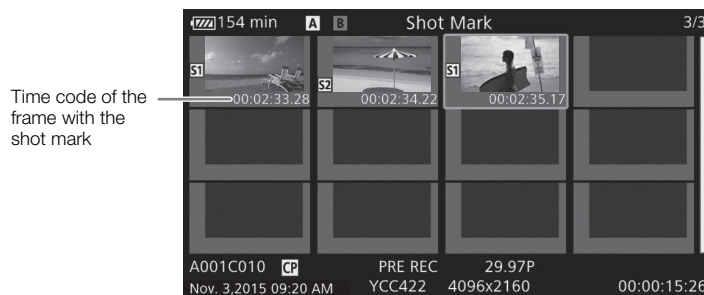 154 min A B Shot Mark 3/3
S1 S2 S1
00:02:33.28 00:02:34.22 00:02:35.17
Time code of the
frame with the
shot mark
A001C010 CP PRE REC 29.97P
Nov. 3,2015 09:20 AM YCC422 4096x2160 00:00:15:26